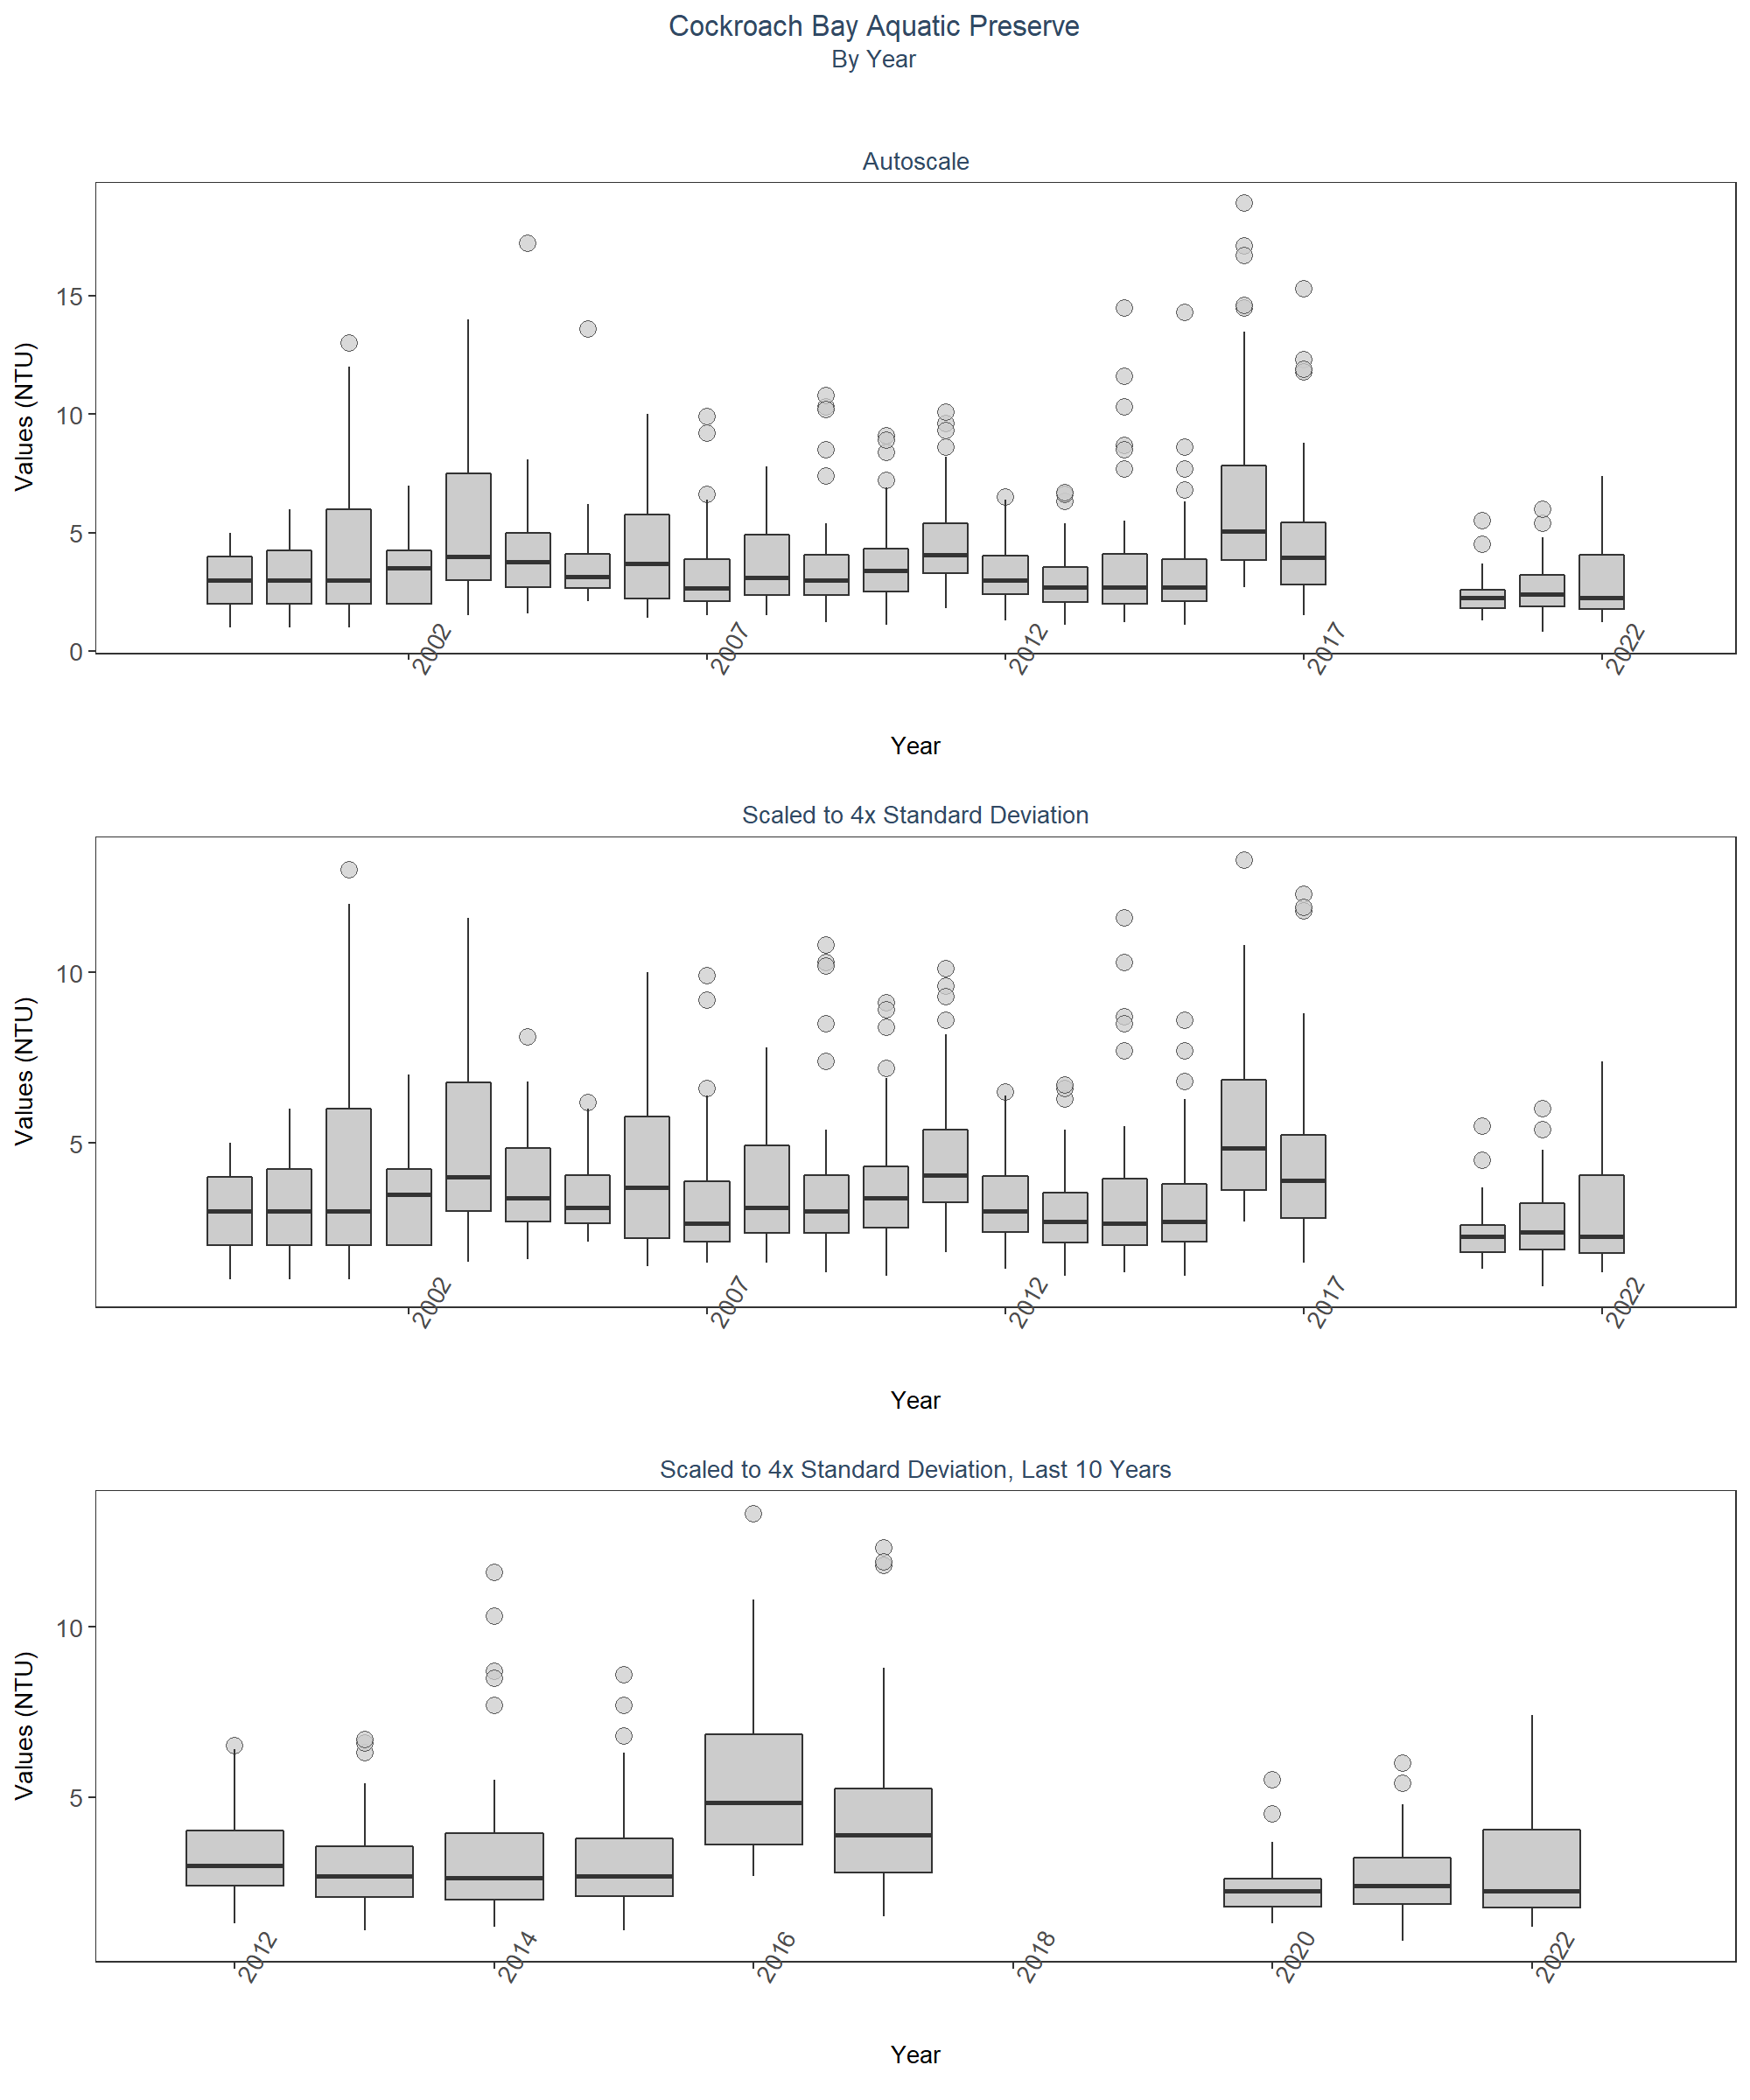 Cockroach Bay Aquatic Preserve
By Year
Autoscale
Values (NTU)
15
10
5
0
2002 2007 2012 2017 2022
Year
Scaled to 4x Standard Deviation
Values (NTU)
10
5
2002 2007 2012 2017 2022
Year
Scaled to 4x Standard Deviation, Last 10 Years
Values (NTU)
10
5
2012 2014 2016 2018 2020 2022
Year